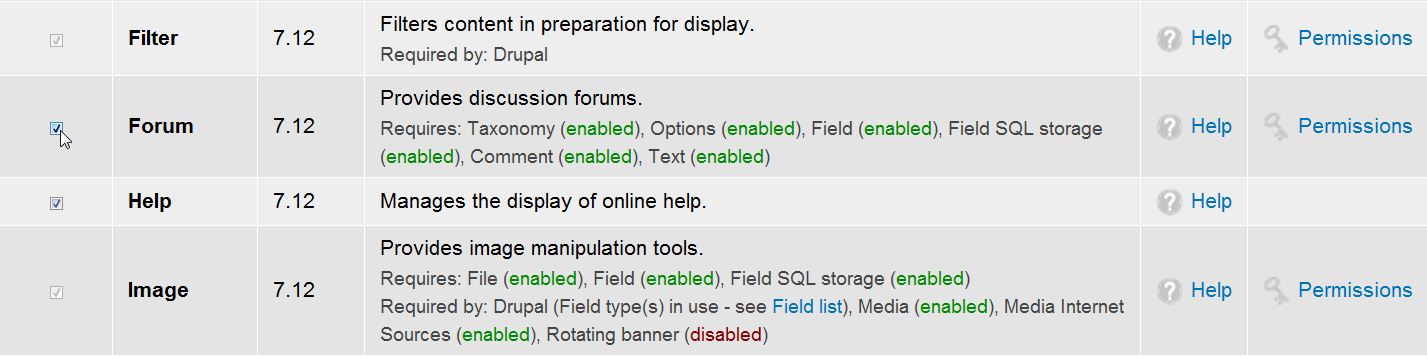 Filter 7.12 Filters content in preparation for display. Help Permissions
Required by: Drupal
Forum 7.12 Provides discussion forums. Help Permissions
Requires: Taxonomy (enabled), Options (enabled), Field (enabled), Field SQL storage
(enabled), Comment (enabled), Text (enabled)
Help 7.12 Manages the display of online help. Help
Image 7.12 Provides image manipulation tools. Help Permissions
Requires: File (enabled), Field (enabled), Field SQL storage (enabled)
Required by: Drupal (Field type(s) in use - see Field list), Media (enabled), Media Internet
Sources (enabled), Rotating banner (disabled)